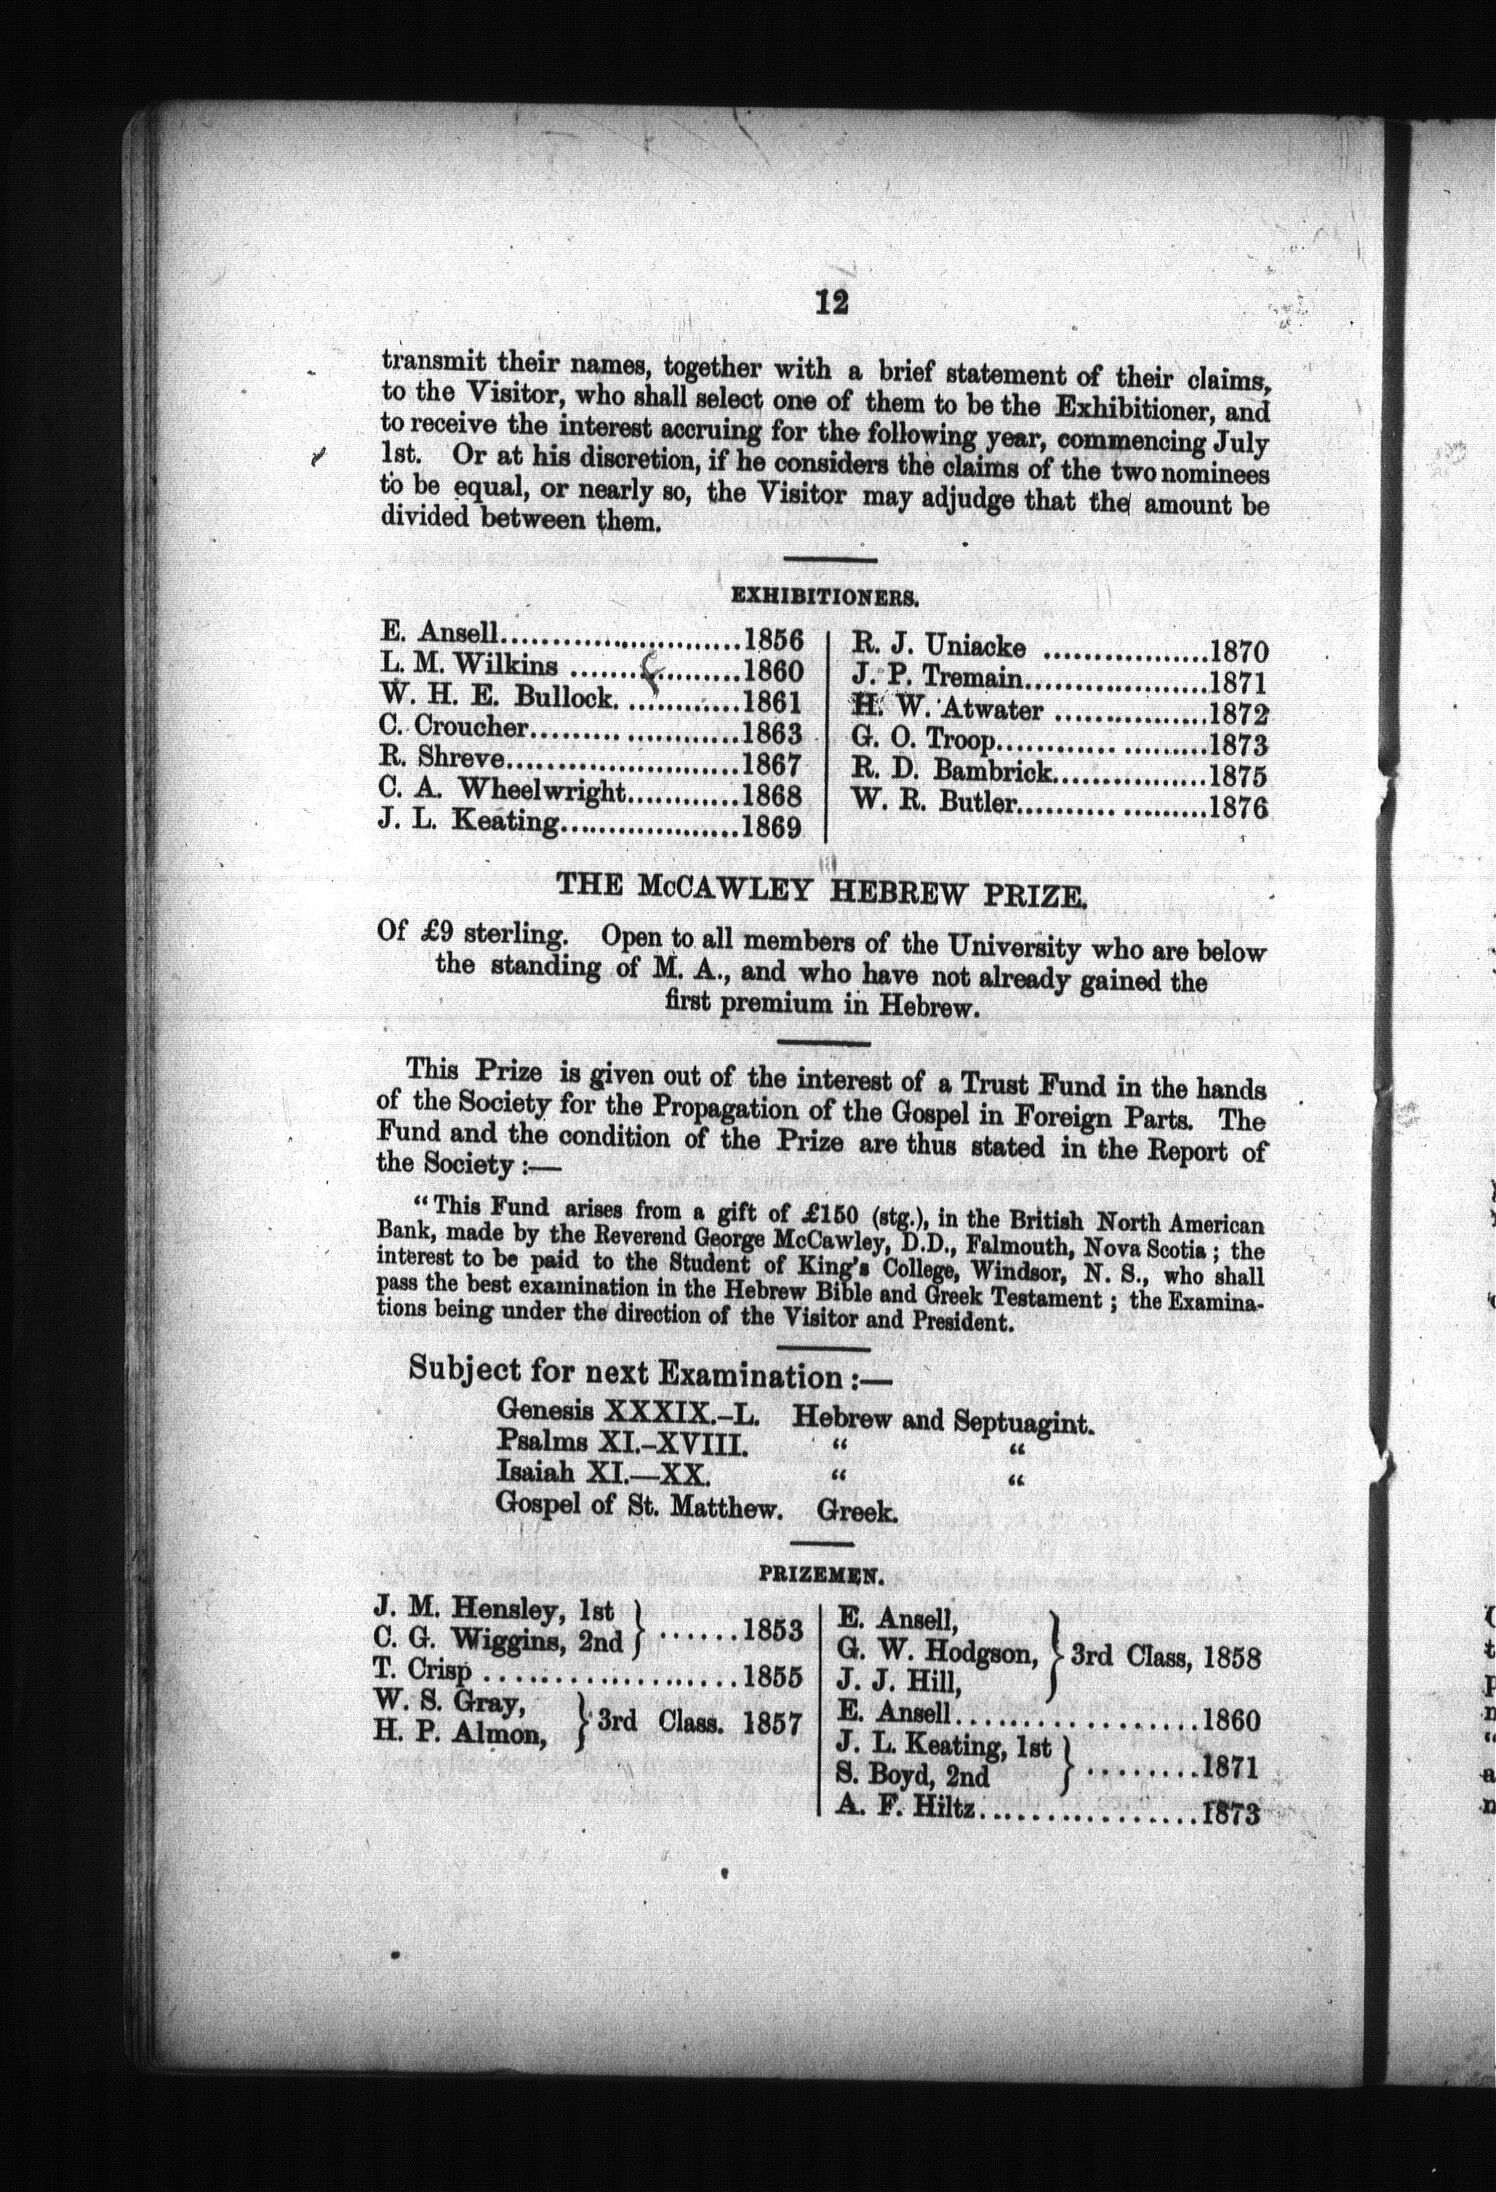 12
transmit their names, together with a brief statement of their claims,
to the Visitor, who shall select one of them to be the Exhibitioner, and
to receive the interest accruing for the following year, commencing July
1st. Or at his discretion, if he considers the claims of the two nominees
to be equal, or nearly so, the Visitor may adjudge that the amount be
divided between them.
EXHIBITIONERS.
E. Ansell........................1856
L. M. Wilkins ..................1860
W. H. E. Bullock. ............1861
C. Croucher......... ............1863
R. Shreve........................1867
C. A. Wheelwright............1868
J. L. Keating...................1869
R. J. Uniacke .................1870
J. P. Tremain...................1871
H. W. Atwater ................1872
G. O. Troop............ .........1873
R. D. Bambrick................1875
W. R. Butler.......... .........1876
THE McCAWLEY HEBREW PRIZE.
Of £9 sterling. Open to all members of the University who are below
the standing of M. A., and who have not already gained the
first premium in Hebrew.
This Prize is given out of the interest of a Trust Fund in the hands
of the Society for the Propagation of the Gospel in Foreign Parts. The
Fund and the condition of the Prize are thus stated in the Report of
the Society :—
“This Fund arises from a gift of £150 (stg.), in the British North American
Bank, made by the Reverend George McCawley, D.D., Falmouth, Nova Scotia ; the
interest to be paid to the Student of King's College, Windsor, N. S., who shall
pass the best examination in the Hebrew Bible and Greek Testament ; the Examina-
tions being under the direction of the Visitor and President.
Subject for next Examination :—
Genesis XXXIX.–L. Hebrew and Septuagint.
Psalms XI.–XVIII. “ “
Isaiah XI.—XX. “ “
Gospel of St. Matthew. Greek.
PRIZEMEN.
J. M. Hensley, 1st
C. G. Wiggins, 2nd } ......1853
T. Crisp ....................1855
W. S. Gray,
H. P. Almon, } 3rd Class. 1857
E. Ansell,
G. W. Hodgson, } 3rd Class, 1858
J. J. Hill,
E. Ansell...................1860
J. L. Keating, 1st
S. Boyd, 2nd } .........1871
A. F. Hiltz.................1873